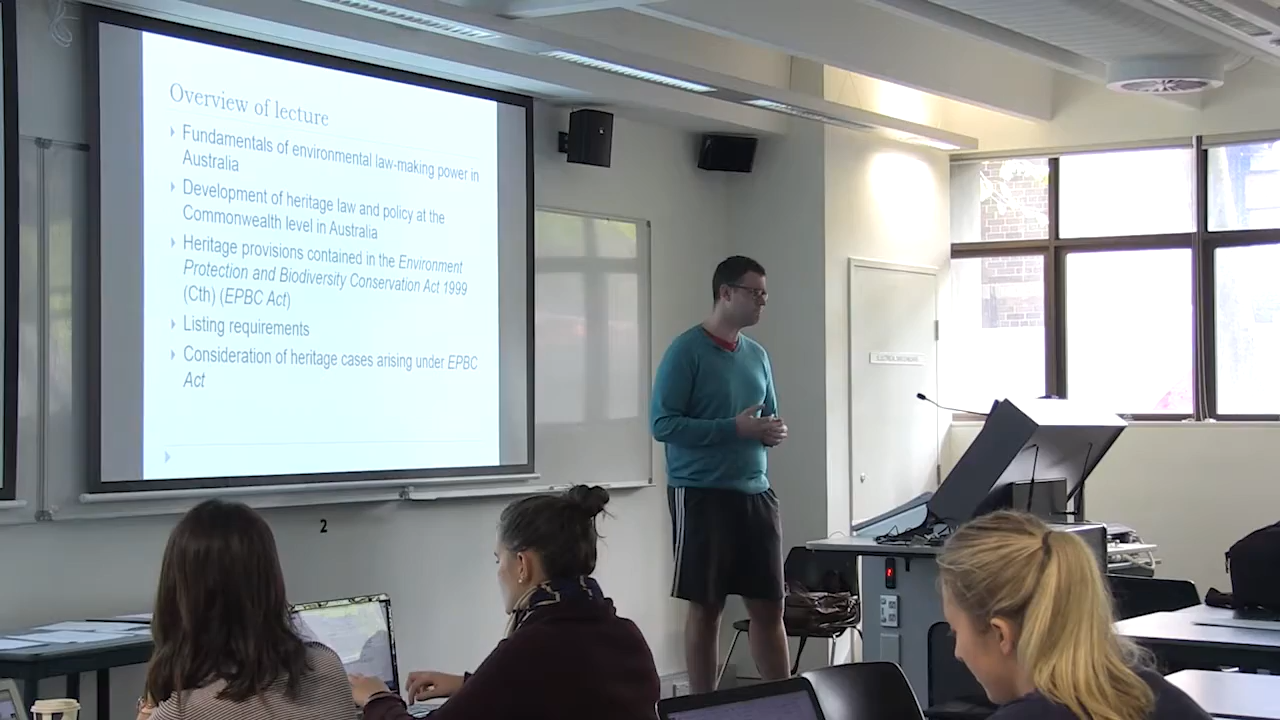 Overview of lecture
Fundamentals of environmental law-making power in
Australia
Development of heritage law and policy at the
Commonwealth level in Australia
Heritage provisions contained in the Environment
Protection and Biodiversity Conservation Act 1999
(Cth) (EPBC Act)
Listing requirements
Consideration of heritage cases arising under EPBC
Act
2